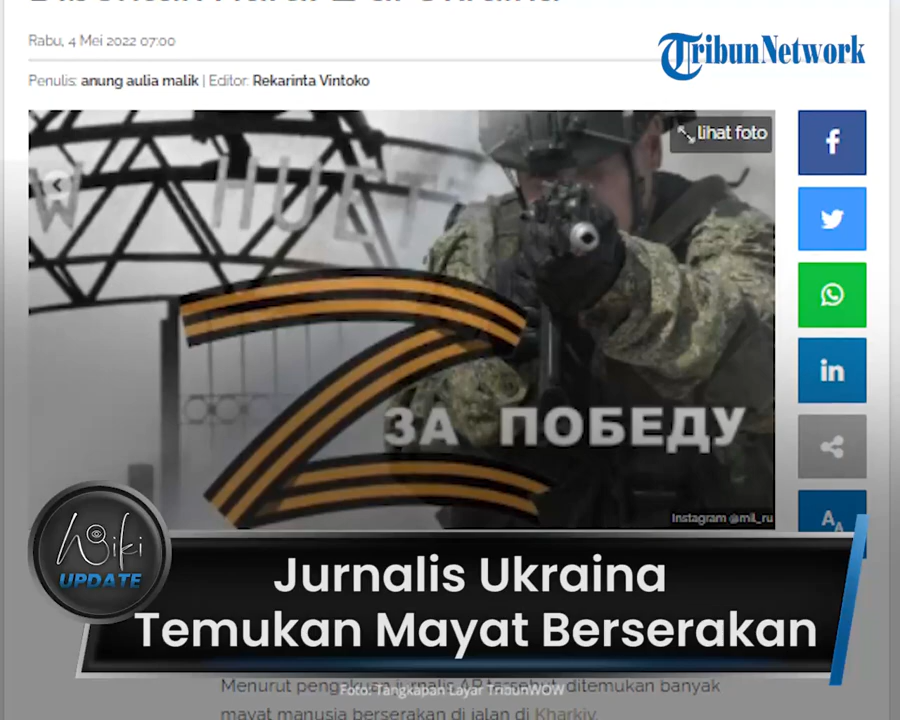 Rabu, 4 Mei 2022 07:00
TribunNetwork
Penulis: anung aulia malik | Editor: Rekarinta Vintoko
lihat foto
ЗА ПОБЕДУ
Instagram @mil_ru
Wiki
UPDATE
Jurnalis Ukraina
Temukan Mayat Berserakan
Foto: Tangkapan Layar TribunWOW
Menurut pengakuan jurnalis AP tersebut, ditemukan banyak
mayat manusia berserakan di jalan di Kharkiv.